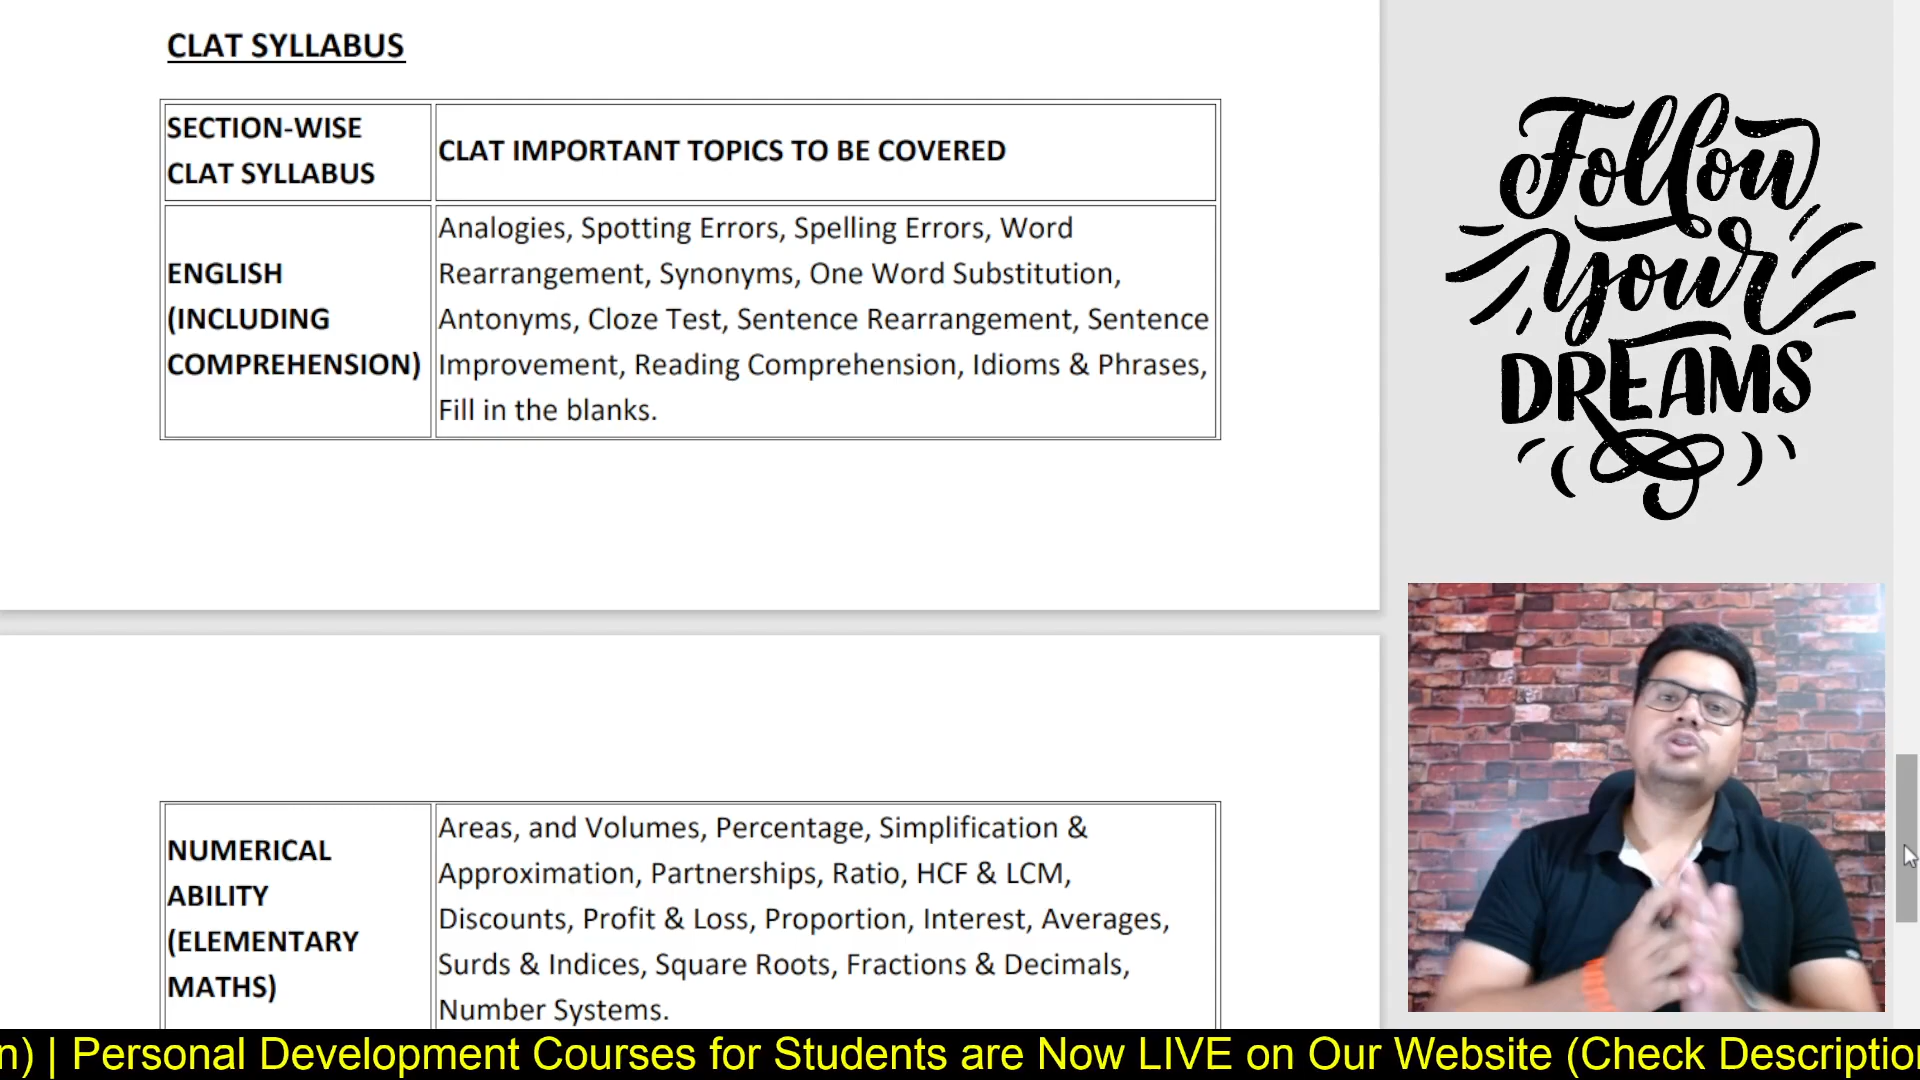 CLAT SYLLABUS
SECTION-WISE
CLAT SYLLABUS
CLAT IMPORTANT TOPICS TO BE COVERED
ENGLISH
(INCLUDING
COMPREHENSION)
Analogies, Spotting Errors, Spelling Errors, Word
Rearrangement, Synonyms, One Word Substitution,
Antonyms, Cloze Test, Sentence Rearrangement, Sentence
Improvement, Reading Comprehension, Idioms & Phrases,
Fill in the blanks.
NUMERICAL
ABILITY
(ELEMENTARY
MATHS)
Areas, and Volumes, Percentage, Simplification &
Approximation, Partnerships, Ratio, HCF & LCM,
Discounts, Profit & Loss, Proportion, Interest, Averages,
Surds & Indices, Square Roots, Fractions & Decimals,
Number Systems.
Follow
Your
DREAMS
n) | Personal Development Courses for Students are Now LIVE on Our Website (Check Descriptio